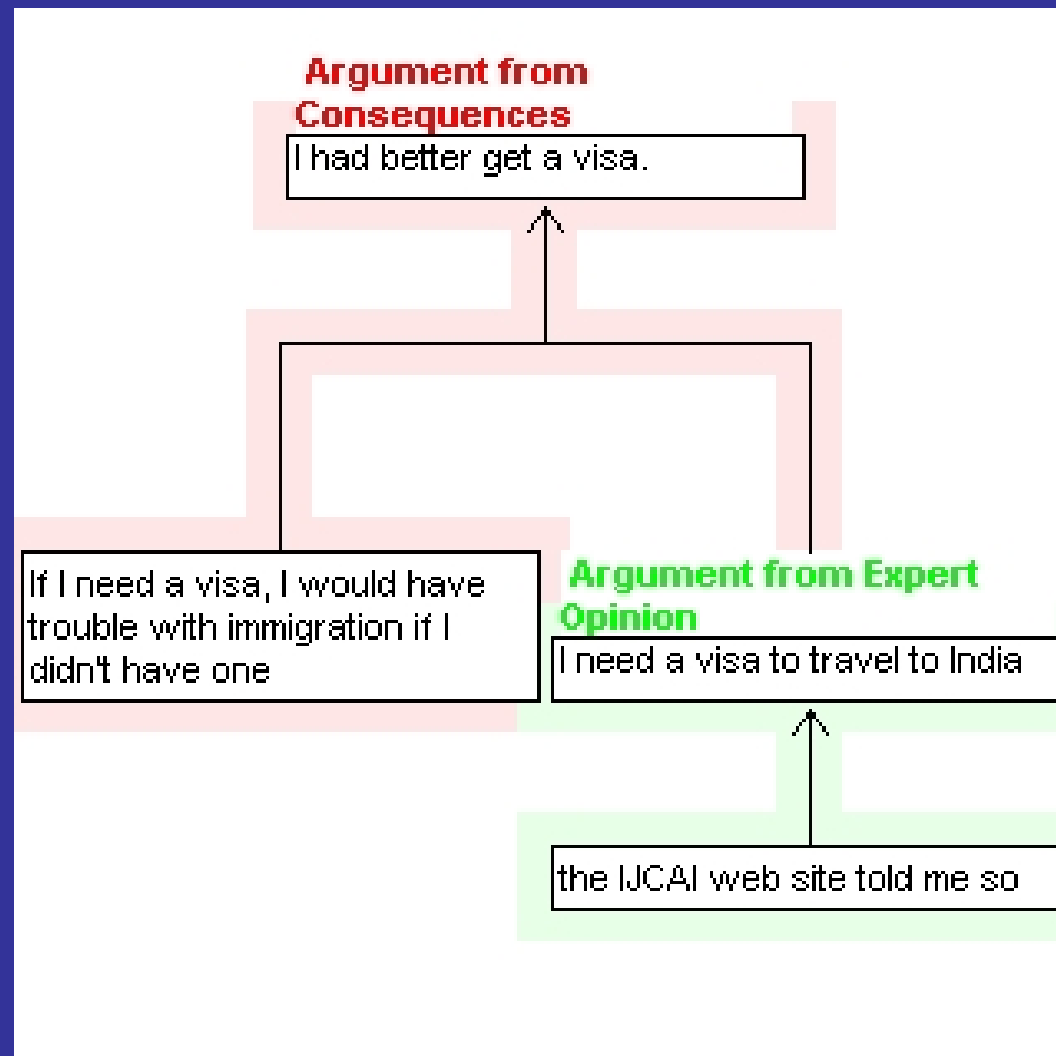 Argument from
Consequences
I had better get a visa.
If I need a visa, I would have
trouble with immigration if I
didn't have one
Argument from Expert
Opinion
I need a visa to travel to India
the IJCAI web site told me so